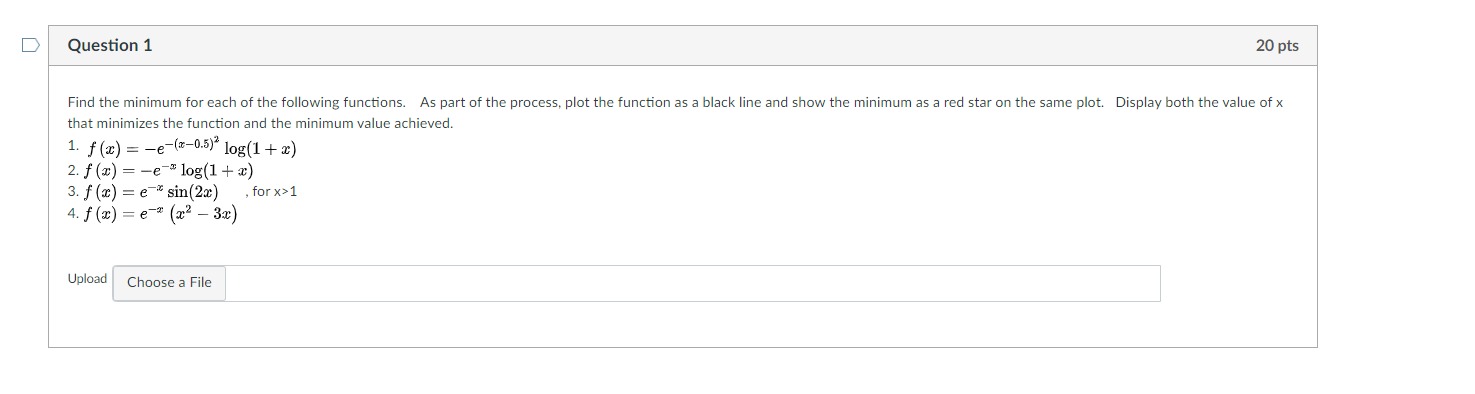 Question 1 20 pts
Find the minimum for each of the following functions. As part of the process, plot the function as a black line and show the minimum as a red star on the same plot. Display both the value of x
that minimizes the function and the minimum value achieved.
1. f (x) = −e^{−(x−0.5)²} log(1 + x)
2. f (x) = −e^{−x} log(1 + x)
3. f (x) = e^{−x} sin(2x) , for x>1
4. f (x) = e^{−x} (x² − 3x)
Upload Choose a File